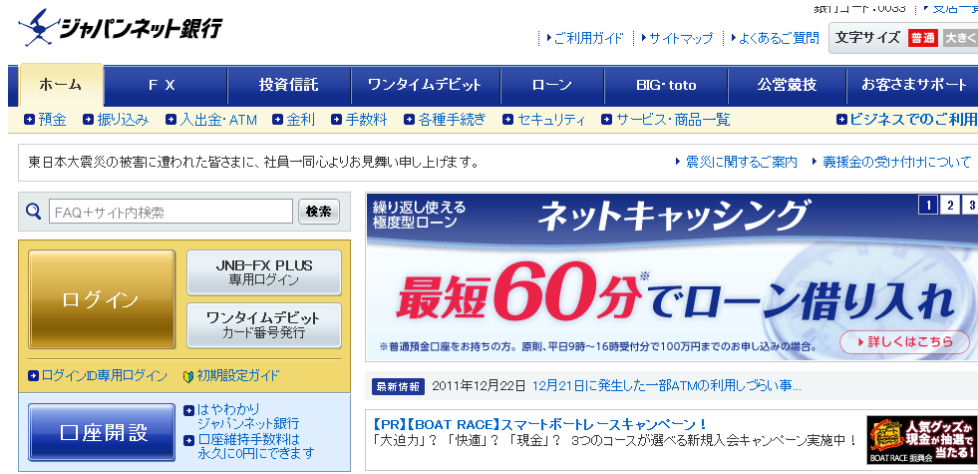 ジャパンネット銀行
銀行コード:0033
ご利用ガイド サイトマップ よくあるご質問 文字サイズ 普通 大きく
ホーム FX 投資信託 ワンタイムデビット ローン BIG・toto 公営競技 お客さまサポート
預金 振り込み 入出金・ATM 金利 手数料 各種手続き セキュリティ サービス・商品一覧 ビジネスでのご利用
東日本大震災の被害に遭われた皆さまに、社員一同心よりお見舞い申し上げます。 震災に関するご案内 義援金の受け付けについて
FAQ+サイト内検索 検索
ログイン
JNB-FX PLUS
専用ログイン
ワンタイムデビット
カード番号発行
ログインID専用ログイン 初期設定ガイド
口座開設
はやわかり
ジャパンネット銀行
口座維持手数料は
永久に0円にできます
繰り返し使える
極度型ローン
ネットキャッシング
1 2 3
最短60分※でローン借り入れ
※普通預金口座をお持ちの方。原則、平日9時~16時受付分で100万円までのお申し込みの場合。
詳しくはこちら
最新情報 2011年12月22日 12月21日に発生した一部ATMの利用しづらい事...
【PR】【BOAT RACE】スマートボートレースキャンペーン!
「大迫力」? 「快適」? 「現金」? 3つのコースが選べる新規入会キャンペーン実施中!
人気グッズか
現金が抽選で
当たる!
BOAT RACE 振興会